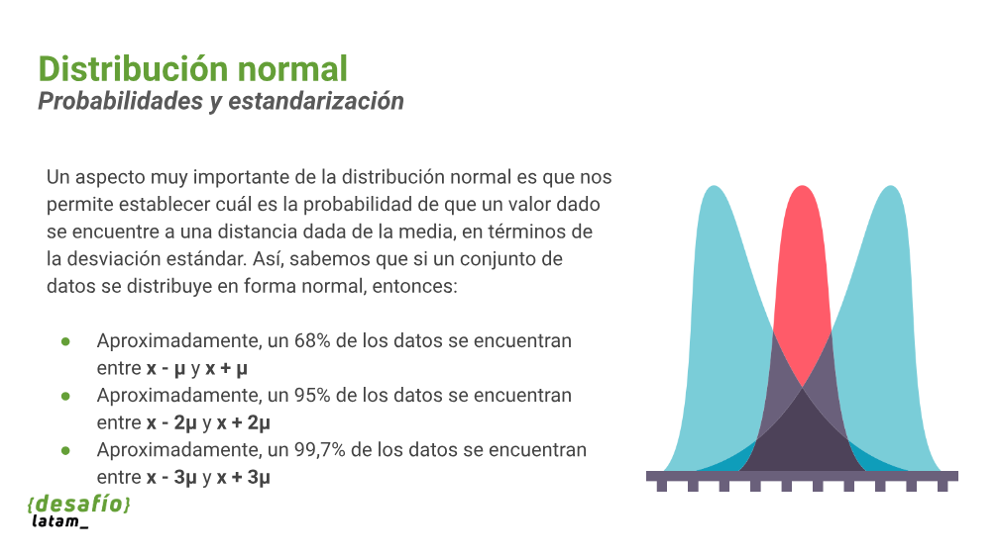 Distribución normal
Probabilidades y estandarización
Un aspecto muy importante de la distribución normal es que nos
permite establecer cuál es la probabilidad de que un valor dado
se encuentre a una distancia dada de la media, en términos de
la desviación estándar. Así, sabemos que si un conjunto de
datos se distribuye en forma normal, entonces:
● Aproximadamente, un 68% de los datos se encuentran
entre x - μ y x + μ
● Aproximadamente, un 95% de los datos se encuentran
entre x - 2μ y x + 2μ
● Aproximadamente, un 99,7% de los datos se encuentran
entre x - 3μ y x + 3μ
{desafío}
latam_